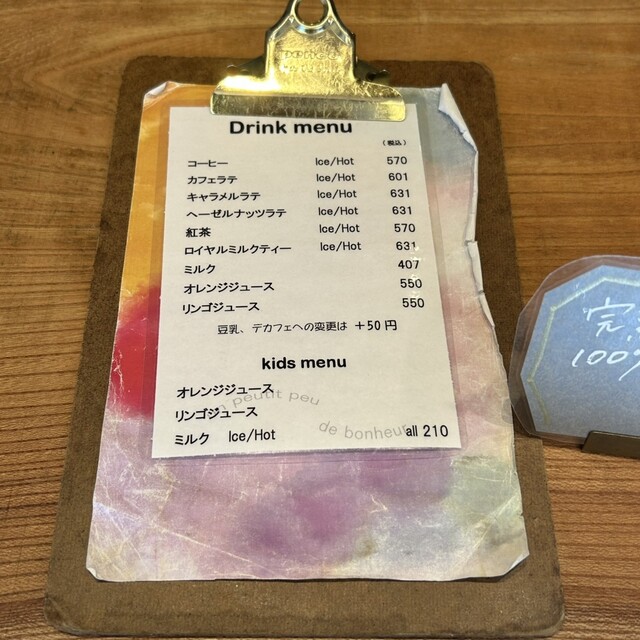 Drink menu
（税込）
コーヒー Ice/Hot 570
カフェラテ Ice/Hot 601
キャラメルラテ Ice/Hot 631
ヘーゼルナッツラテ Ice/Hot 631
紅茶 Ice/Hot 570
ロイヤルミルクティー Ice/Hot 631
ミルク 407
オレンジジュース 550
リンゴジュース 550
豆乳、デカフェへの変更は ＋50円
kids menu
オレンジジュース
peutit peu
リンゴジュース
de bonheur
ミルク Ice/Hot all 210
完
100%